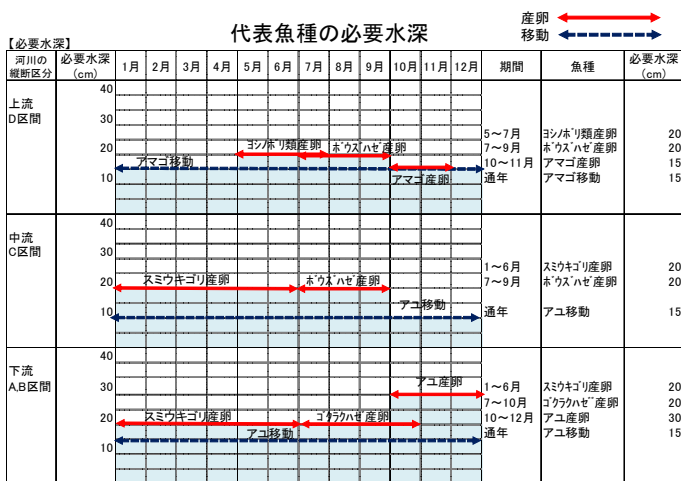 代表魚種の必要水深
産卵
移動
【必要水深】
河川の縦断区分 必要水深(cm) 1月 2月 3月 4月 5月 6月 7月 8月 9月 10月 11月 12月 期間 魚種 必要水深(cm)
上流
D区間
40
30
20
10
ﾖｼﾉﾎﾞﾘ類産卵
ﾎﾞｳｽﾞﾊｾﾞ産卵
アマゴ移動
アマゴ産卵
5～7月 ﾖｼﾉﾎﾞﾘ類産卵 20
7～9月 ﾎﾞｳｽﾞﾊｾﾞ産卵 20
10～11月 アマゴ産卵 15
通年 アマゴ移動 15
中流
C区間
40
30
20
10
スミウキゴリ産卵
ﾎﾞｳｽﾞﾊｾﾞ産卵
アユ移動
1～6月 ｽﾐｳｷｺﾞﾘ産卵 20
7～9月 ﾎﾞｳｽﾞﾊｾﾞ産卵 20
通年 アユ移動 15
下流
A,B区間
40
30
20
10
アユ産卵
スミウキゴリ産卵
ｺﾞｸﾗｸﾊｾﾞ産卵
アユ移動
1～6月 ｽﾐｳｷｺﾞﾘ産卵 20
7～10月 ｺﾞｸﾗｸﾊｾﾞ産卵 20
10～12月 アユ産卵 30
通年 アユ移動 15